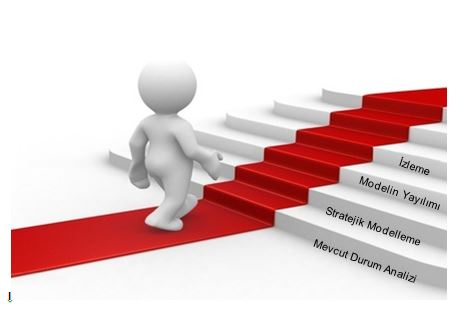 İzleme
Modelin Yayılımı
Stratejik Modelleme
Mevcut Durum Analizi